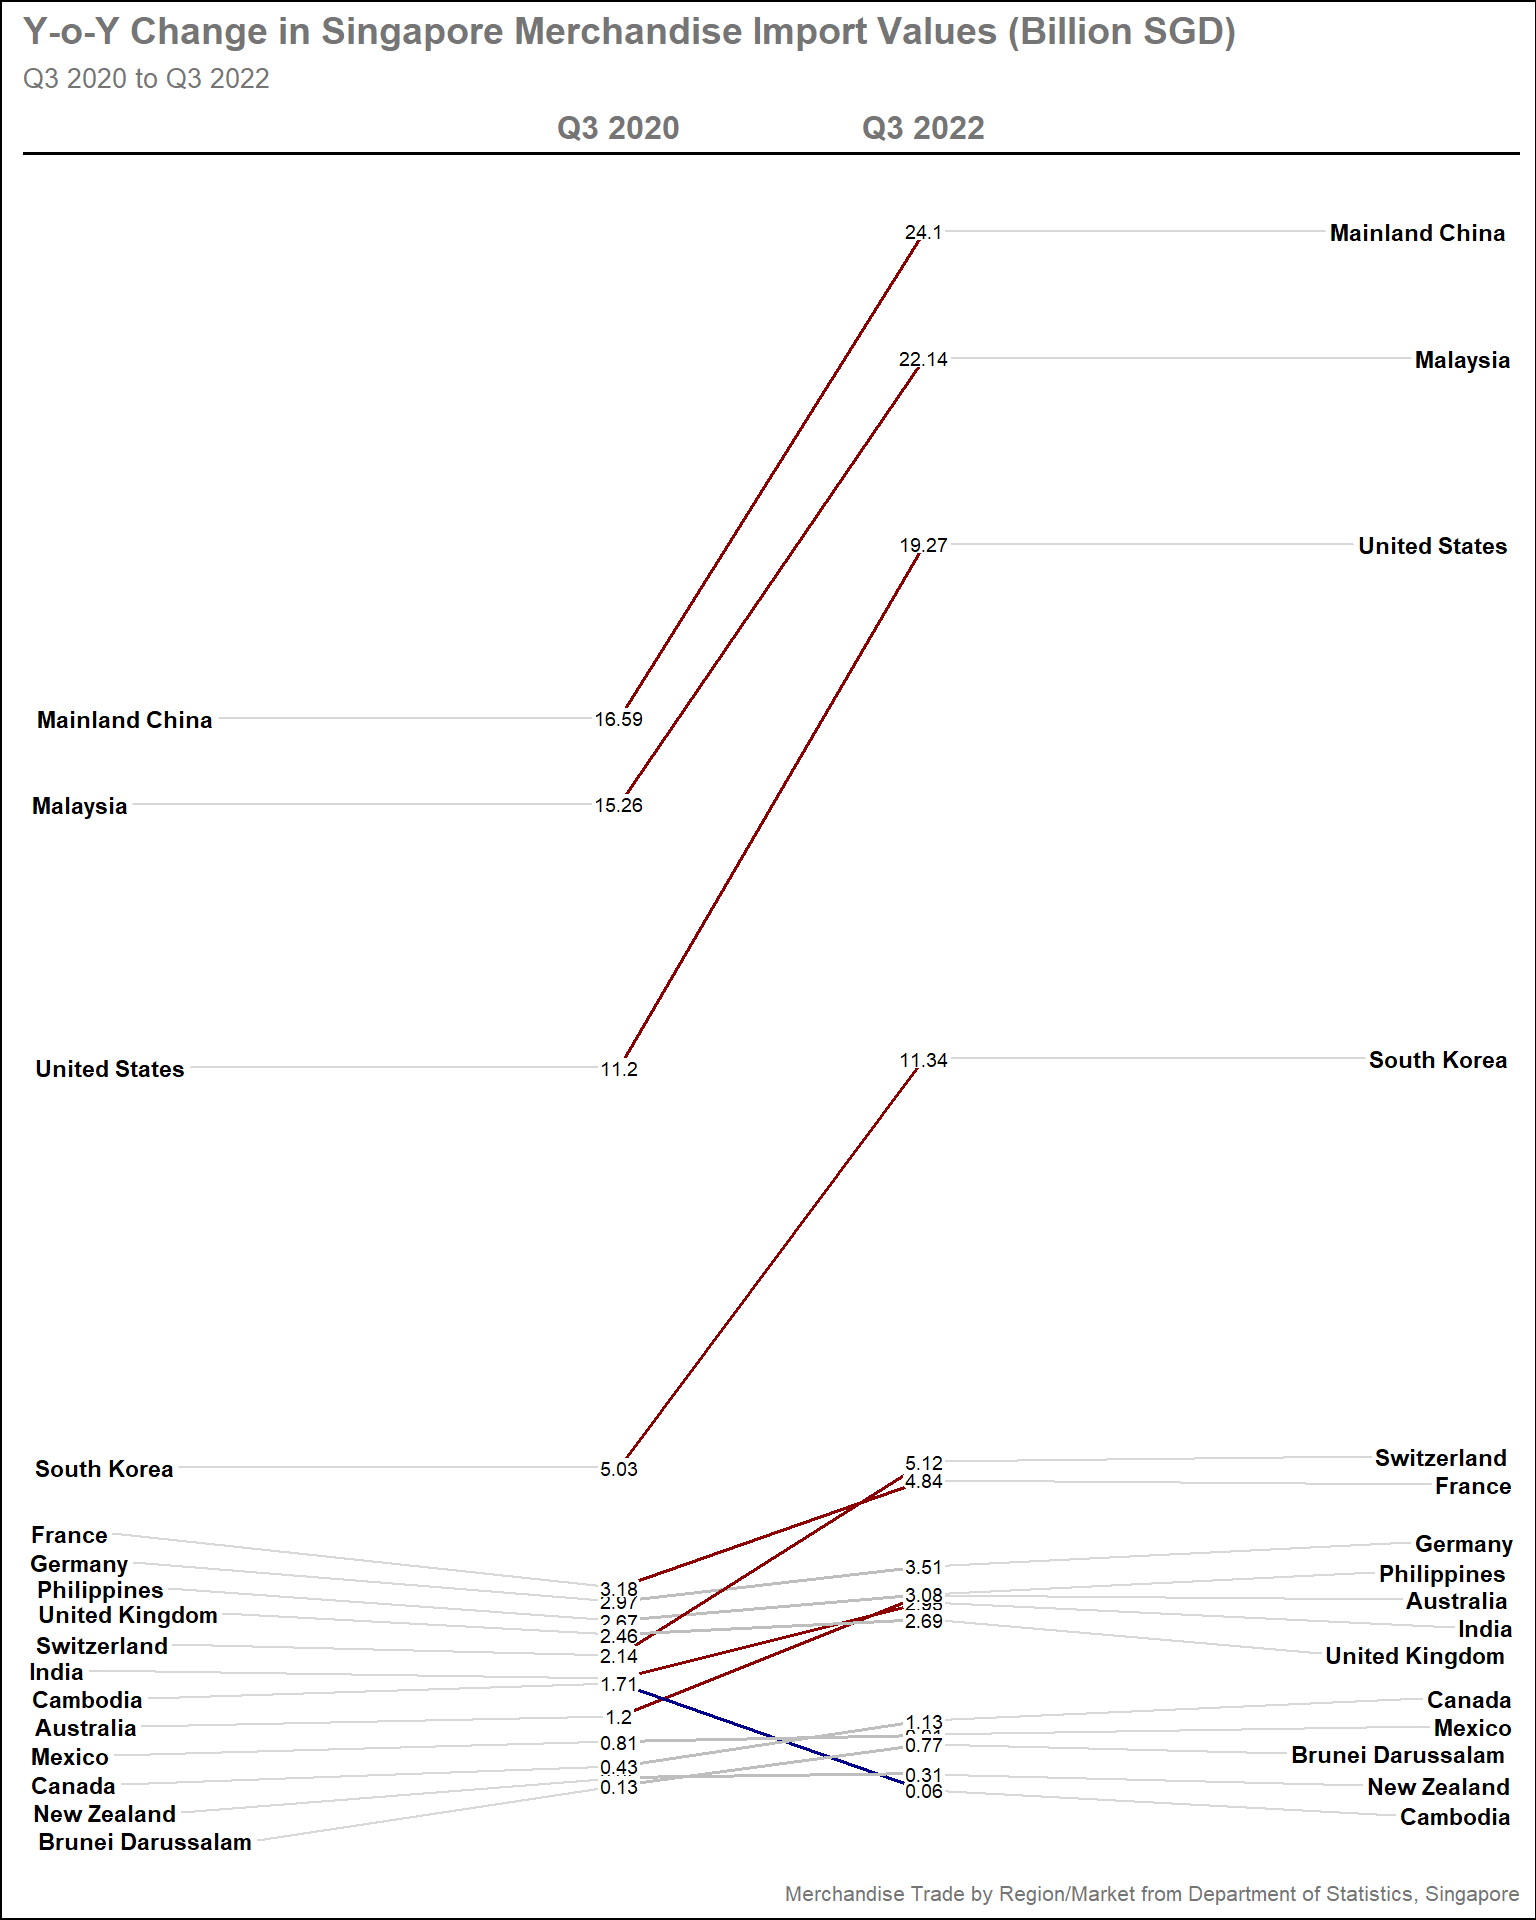 Y-o-Y Change in Singapore Merchandise Import Values (Billion SGD)
Q3 2020 to Q3 2022
Q3 2020 Q3 2022
24.1 Mainland China
22.14 Malaysia
19.27 United States
Mainland China 16.59
Malaysia 15.26
11.34 South Korea
United States 11.2
5.12 Switzerland
South Korea 5.03
4.84 France
France 3.18
3.51 Germany
Germany 2.97
Philippines 2.67
3.08 Philippines
Australia
United Kingdom 2.46
2.95 India
Switzerland 2.14
2.69 United Kingdom
India
Cambodia 1.71
1.13 Canada
Australia 1.2
Mexico
Mexico 0.81
0.77 Brunei Darussalam
Canada 0.43
0.31 New Zealand
New Zealand
0.06 Cambodia
Brunei Darussalam 0.13
Merchandise Trade by Region/Market from Department of Statistics, Singapore